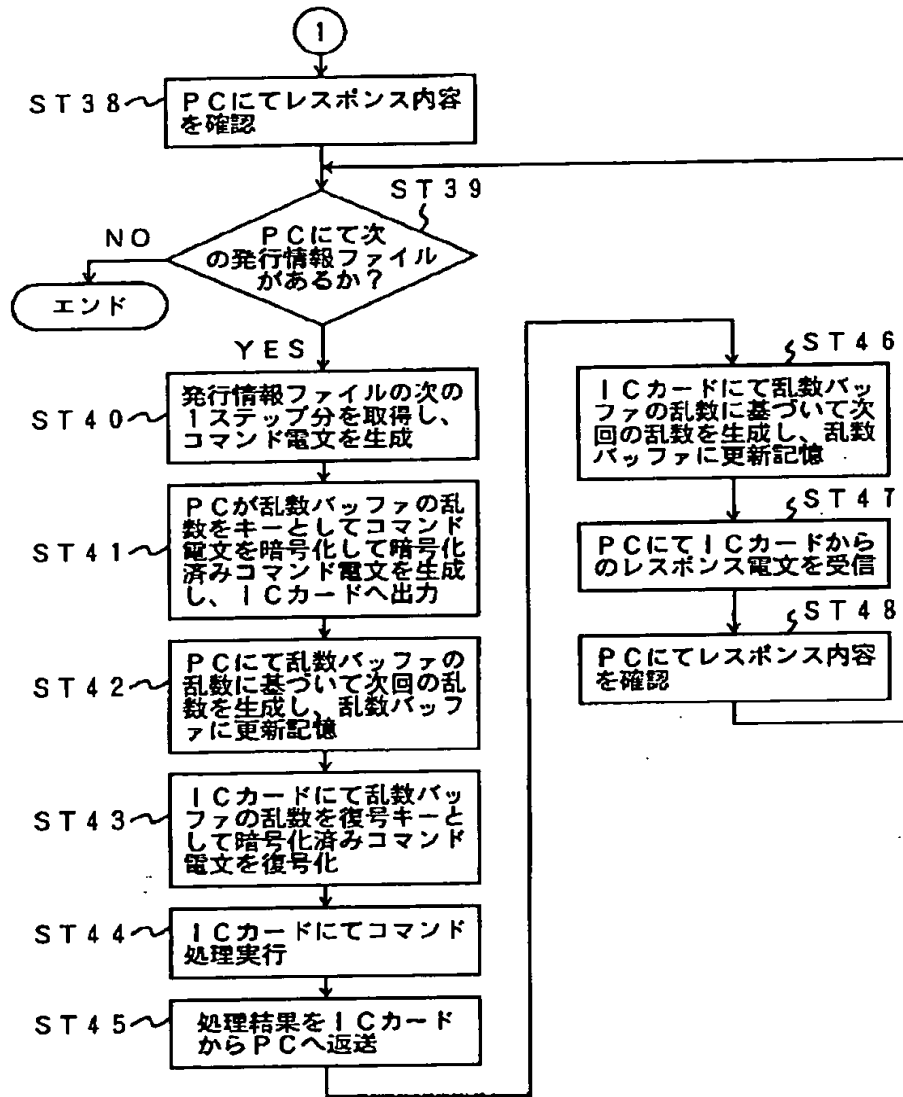 1
ST38
PCにてレスポンス内容
を確認
ST39
PCにて次
の発行情報ファイル
があるか?
NO
エンド
YES
ST40
発行情報ファイルの次の
1ステップ分を取得し、
コマンド電文を生成
ST41
PCが乱数バッファの乱
数をキーとしてコマンド
電文を暗号化して暗号化
済みコマンド電文を生成
し、ICカードへ出力
ST42
PCにて乱数バッファの
乱数に基づいて次回の乱
数を生成し、乱数バッフ
ァに更新記憶
ST43
ICカードにて乱数バッ
ファの乱数を復号キーと
して暗号化済みコマンド
電文を復号化
ST44
ICカードにてコマンド
処理実行
ST45
処理結果をICカード
からPCへ返送
ST46
ICカードにて乱数バッ
ファの乱数に基づいて次
回の乱数を生成し、乱数
バッファに更新記憶
ST47
PCにてICカードから
のレスポンス電文を受信
ST48
PCにてレスポンス内容
を確認